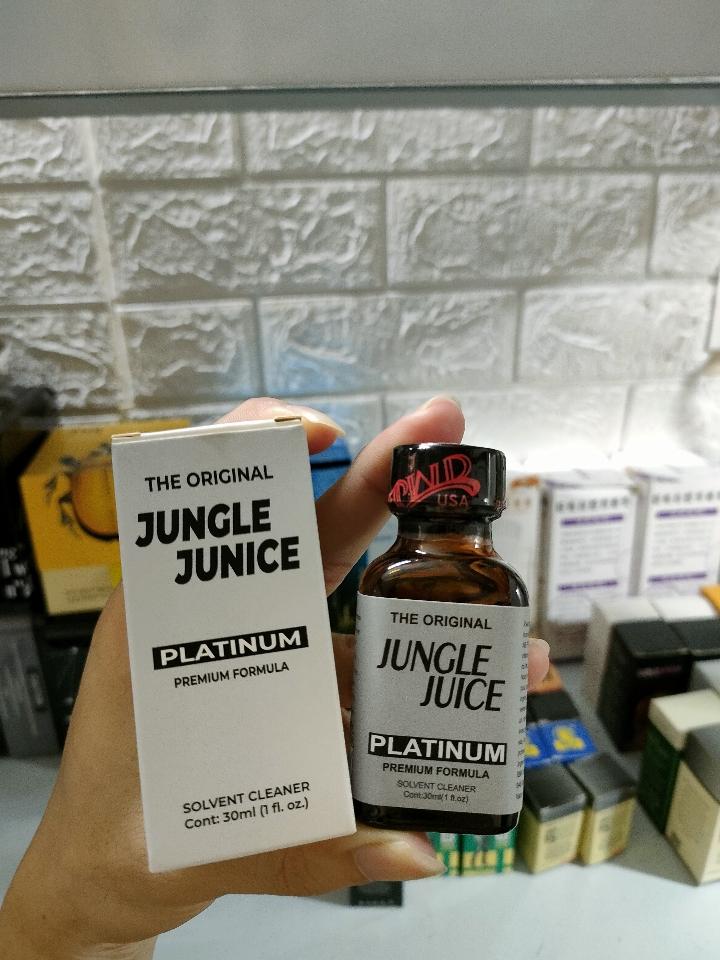 THE ORIGINAL
JUNGLE
JUNICE
PLATINUM
PREMIUM FORMULA
SOLVENT CLEANER
Cont: 30ml (1 fl. oz.)
PWD
USA
THE ORIGINAL
JUNGLE
JUICE
PLATINUM
PREMIUM FORMULA
SOLVENT CLEANER
Cont:30ml(1 fl.oz)